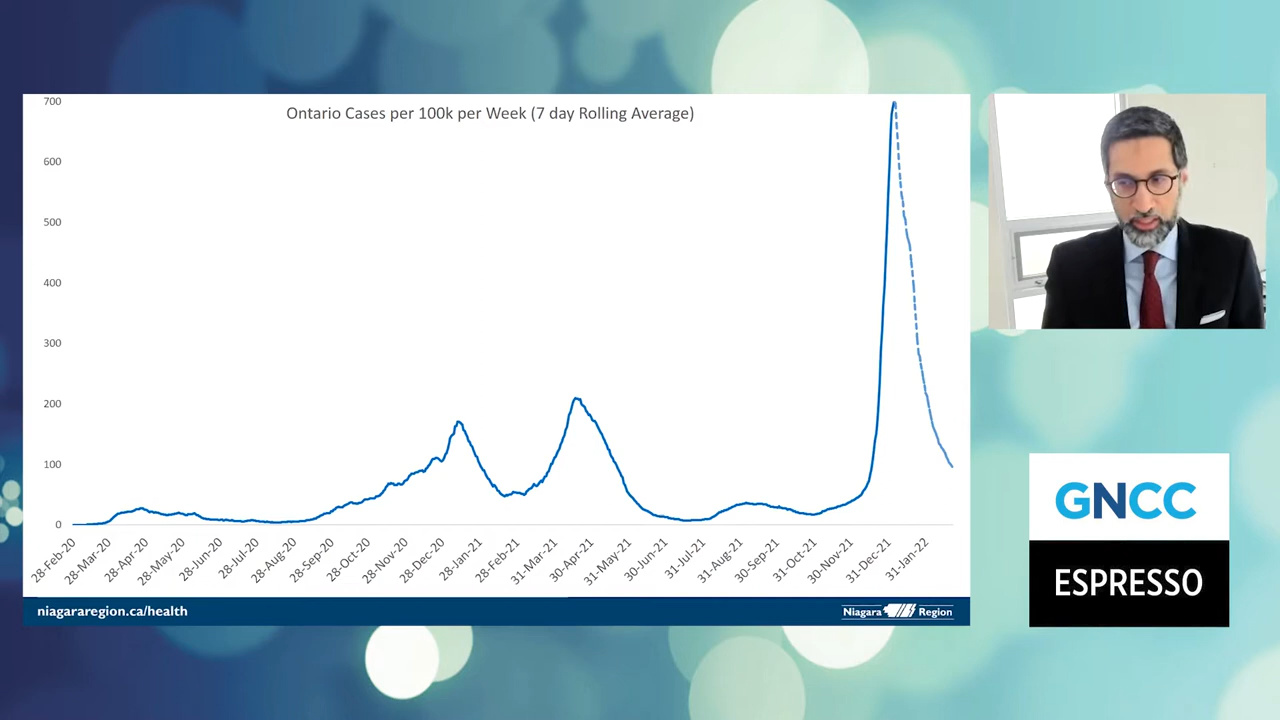 Ontario Cases per 100k per Week (7 day Rolling Average)
700
600
500
400
300
200
100
0
28-Feb-20
28-Mar-20
28-Apr-20
28-May-20
28-Jun-20
28-Jul-20
28-Aug-20
28-Sep-20
28-Oct-20
28-Nov-20
28-Dec-20
28-Jan-21
28-Feb-21
31-Mar-21
30-Apr-21
31-May-21
30-Jun-21
31-Jul-21
31-Aug-21
30-Sep-21
31-Oct-21
30-Nov-21
31-Dec-21
31-Jan-22
niagararegion.ca/health
Niagara Region
GNCC
ESPRESSO